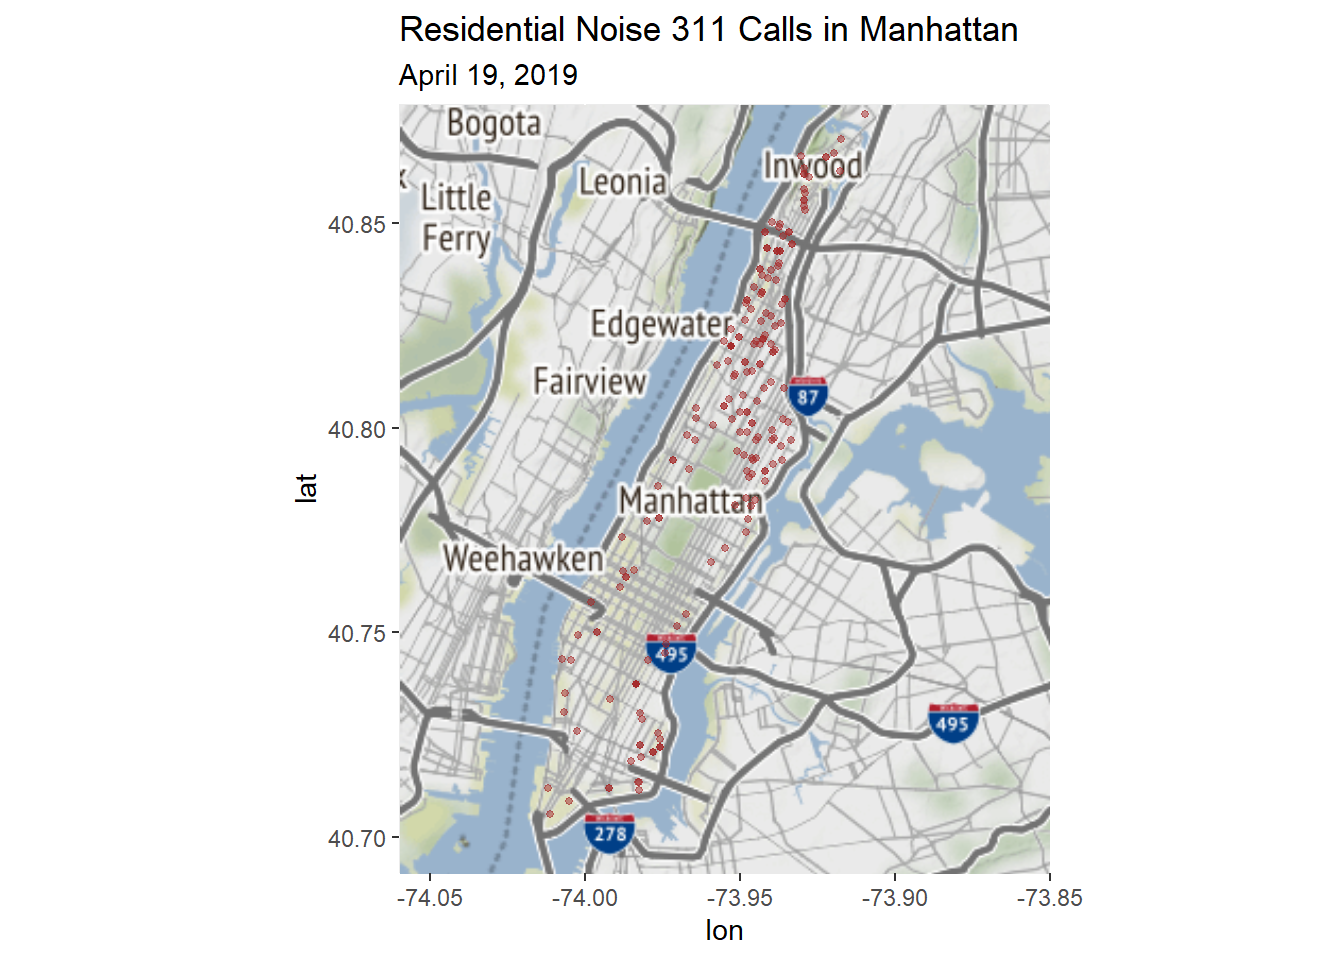 Residential Noise 311 Calls in Manhattan
April 19, 2019
Bogota
Inwood
Leonia
Little
Ferry
Edgewater
Fairview
87
Manhattan
Weehawken
495
495
278
40.85
40.80
40.75
40.70
lat
-74.05
-74.00
-73.95
-73.90
-73.85
lon